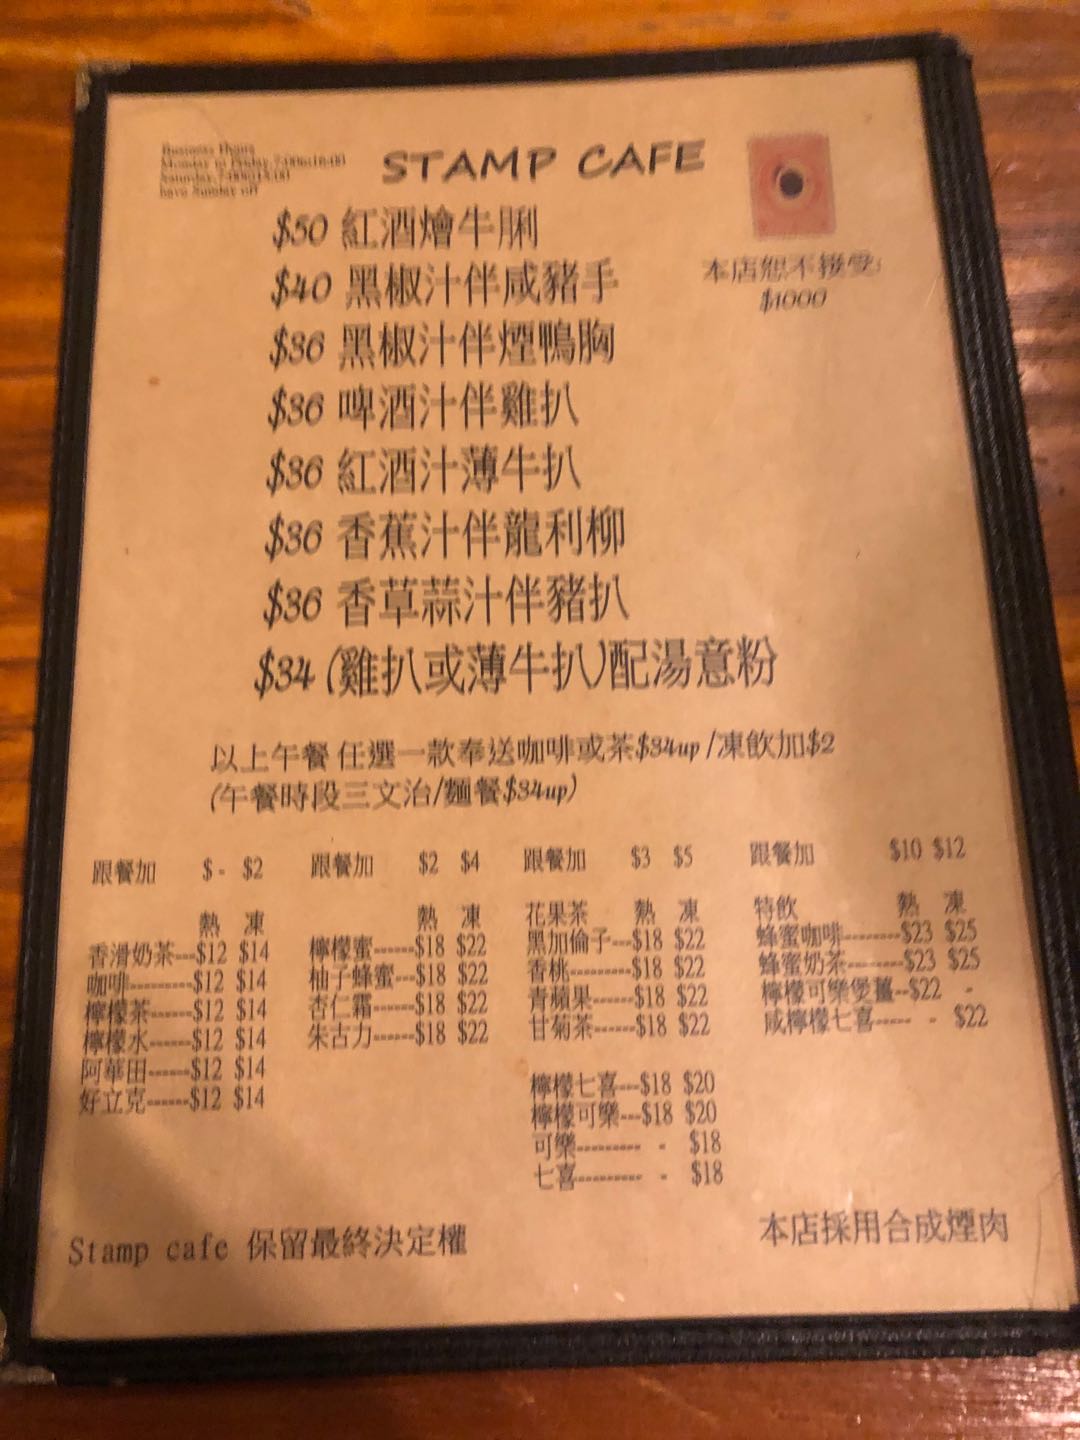 Business Hours
Monday to Friday
Saturday
have Sunday off
STAMP CAFE
本店恕不接受
$1000
$50 紅酒燴牛脷
$40 黑椒汁伴咸豬手
$36 黑椒汁伴煙鴨胸
$36 啤酒汁伴雞扒
$36 紅酒汁薄牛扒
$36 香蕉汁伴龍利柳
$36 香草蒜汁伴豬扒
$34 (雞扒或薄牛扒)配湯意粉
以上午餐 任選一款奉送咖啡或茶$34up /凍飲加$2
(午餐時段三文治/麵餐$34up)
跟餐加 $ - $2
熱 凍
香滑奶茶---$12 $14
咖啡---------$12 $14
檸檬茶------$12 $14
檸檬水------$12 $14
阿華田------$12 $14
好立克------$12 $14
跟餐加 $2 $4
熱 凍
檸檬蜜------$18 $22
柚子蜂蜜---$18 $22
杏仁霜------$18 $22
朱古力------$18 $22
跟餐加 $3 $5
花果茶 熱 凍
黑加倫子---$18 $22
香桃---------$18 $22
青蘋果------$18 $22
甘菊茶------$18 $22
檸檬七喜---$18 $20
檸檬可樂---$18 $20
可樂--------- - $18
七喜---------- - $18
跟餐加 $10 $12
特飲 熱 凍
蜂蜜咖啡--------$23 $25
蜂蜜奶茶--------$23 $25
檸檬可樂煲薑--$22 -
咸檸檬七喜----- - $22
Stamp cafe 保留最終決定權
本店採用合成煙肉